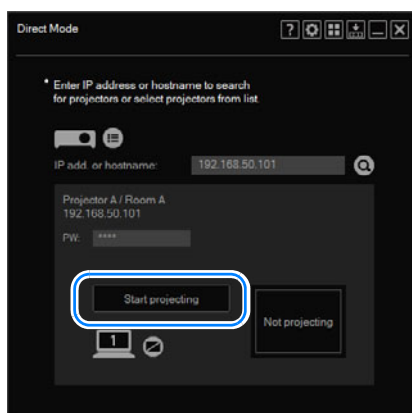 Direct Mode
?
* Enter IP address or hostname to search
for projectors or select projectors from list.
IP add. or hostname: 192.168.50.101
Projector A / Room A
192.168.50.101
PW: ****
Start projecting
Not projecting
1